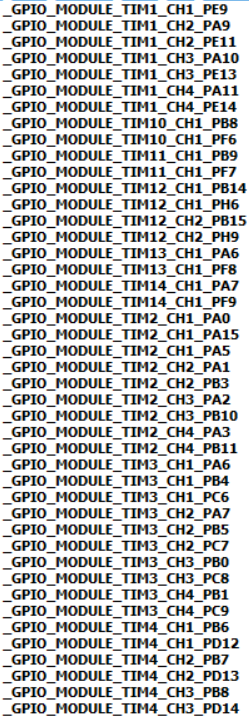 _GPIO_MODULE_TIM1_CH1_PE9
_GPIO_MODULE_TIM1_CH2_PA9
_GPIO_MODULE_TIM1_CH2_PE11
_GPIO_MODULE_TIM1_CH3_PA10
_GPIO_MODULE_TIM1_CH3_PE13
_GPIO_MODULE_TIM1_CH4_PA11
_GPIO_MODULE_TIM1_CH4_PE14
_GPIO_MODULE_TIM10_CH1_PB8
_GPIO_MODULE_TIM10_CH1_PF6
_GPIO_MODULE_TIM11_CH1_PB9
_GPIO_MODULE_TIM11_CH1_PF7
_GPIO_MODULE_TIM12_CH1_PB14
_GPIO_MODULE_TIM12_CH1_PH6
_GPIO_MODULE_TIM12_CH2_PB15
_GPIO_MODULE_TIM12_CH2_PH9
_GPIO_MODULE_TIM13_CH1_PA6
_GPIO_MODULE_TIM13_CH1_PF8
_GPIO_MODULE_TIM14_CH1_PA7
_GPIO_MODULE_TIM14_CH1_PF9
_GPIO_MODULE_TIM2_CH1_PA0
_GPIO_MODULE_TIM2_CH1_PA15
_GPIO_MODULE_TIM2_CH1_PA5
_GPIO_MODULE_TIM2_CH2_PA1
_GPIO_MODULE_TIM2_CH2_PB3
_GPIO_MODULE_TIM2_CH3_PA2
_GPIO_MODULE_TIM2_CH3_PB10
_GPIO_MODULE_TIM2_CH4_PA3
_GPIO_MODULE_TIM2_CH4_PB11
_GPIO_MODULE_TIM3_CH1_PA6
_GPIO_MODULE_TIM3_CH1_PB4
_GPIO_MODULE_TIM3_CH1_PC6
_GPIO_MODULE_TIM3_CH2_PA7
_GPIO_MODULE_TIM3_CH2_PB5
_GPIO_MODULE_TIM3_CH2_PC7
_GPIO_MODULE_TIM3_CH3_PB0
_GPIO_MODULE_TIM3_CH3_PC8
_GPIO_MODULE_TIM3_CH4_PB1
_GPIO_MODULE_TIM3_CH4_PC9
_GPIO_MODULE_TIM4_CH1_PB6
_GPIO_MODULE_TIM4_CH1_PD12
_GPIO_MODULE_TIM4_CH2_PB7
_GPIO_MODULE_TIM4_CH2_PD13
_GPIO_MODULE_TIM4_CH3_PB8
_GPIO_MODULE_TIM4_CH3_PD14